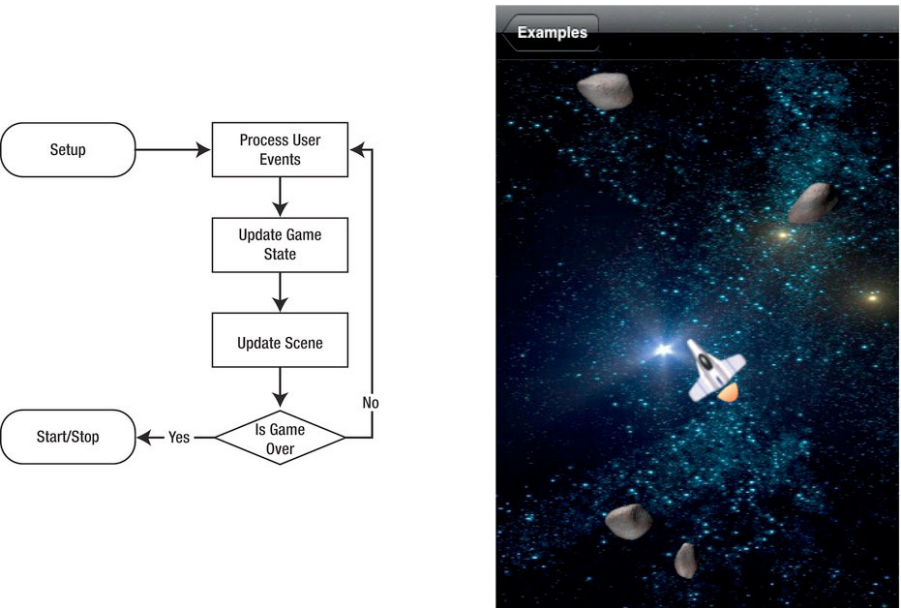 Setup
Process User
Events
Update Game
State
Update Scene
Is Game
Over
No
Yes
Start/Stop
Examples